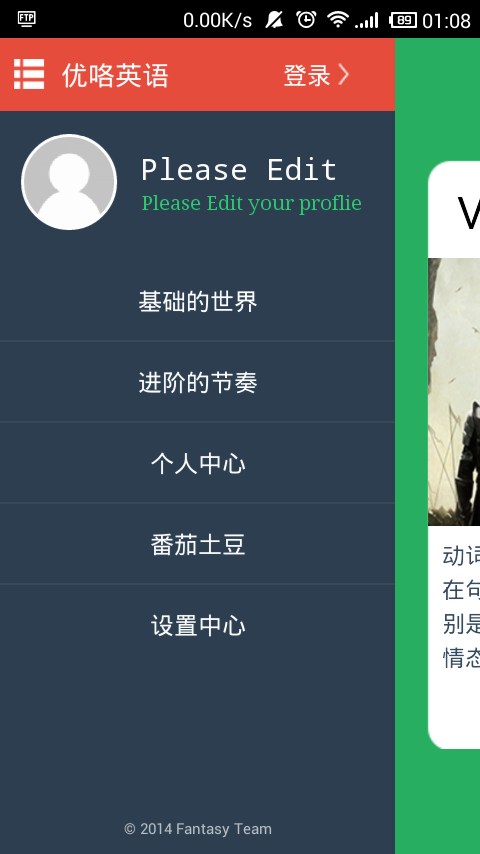 FTP
0.00K/s
89
01:08
优咯英语
登录
Please Edit
Please Edit your proflie
基础的世界
进阶的节奏
个人中心
番茄土豆
设置中心
© 2014 Fantasy Team
V
动词
在句
别是
情态